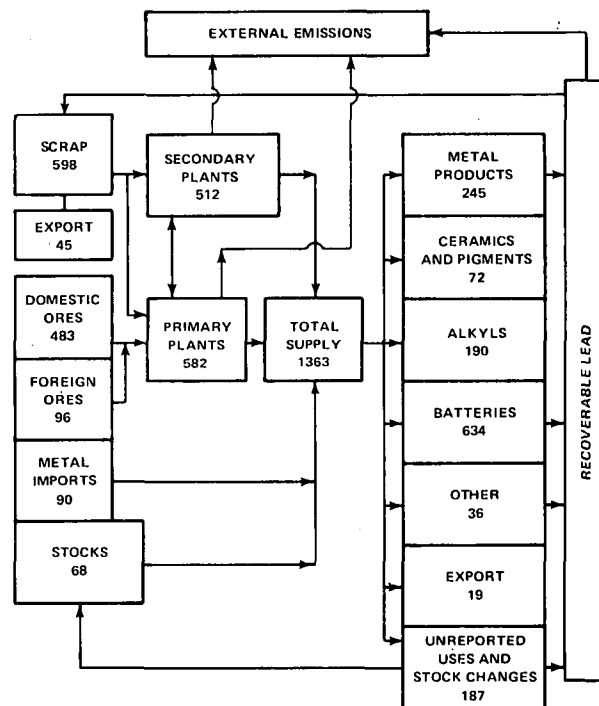 EXTERNAL EMISSIONS
SCRAP
598
EXPORT
45
DOMESTIC
ORES
483
FOREIGN
ORES
96
METAL
IMPORTS
90
STOCKS
68
SECONDARY
PLANTS
512
PRIMARY
PLANTS
582
TOTAL
SUPPLY
1363
METAL
PRODUCTS
245
CERAMICS
AND PIGMENTS
72
ALKYLS
190
BATTERIES
634
OTHER
36
EXPORT
19
UNREPORTED
USES AND
STOCK CHANGES
187
RECOVERABLE LEAD